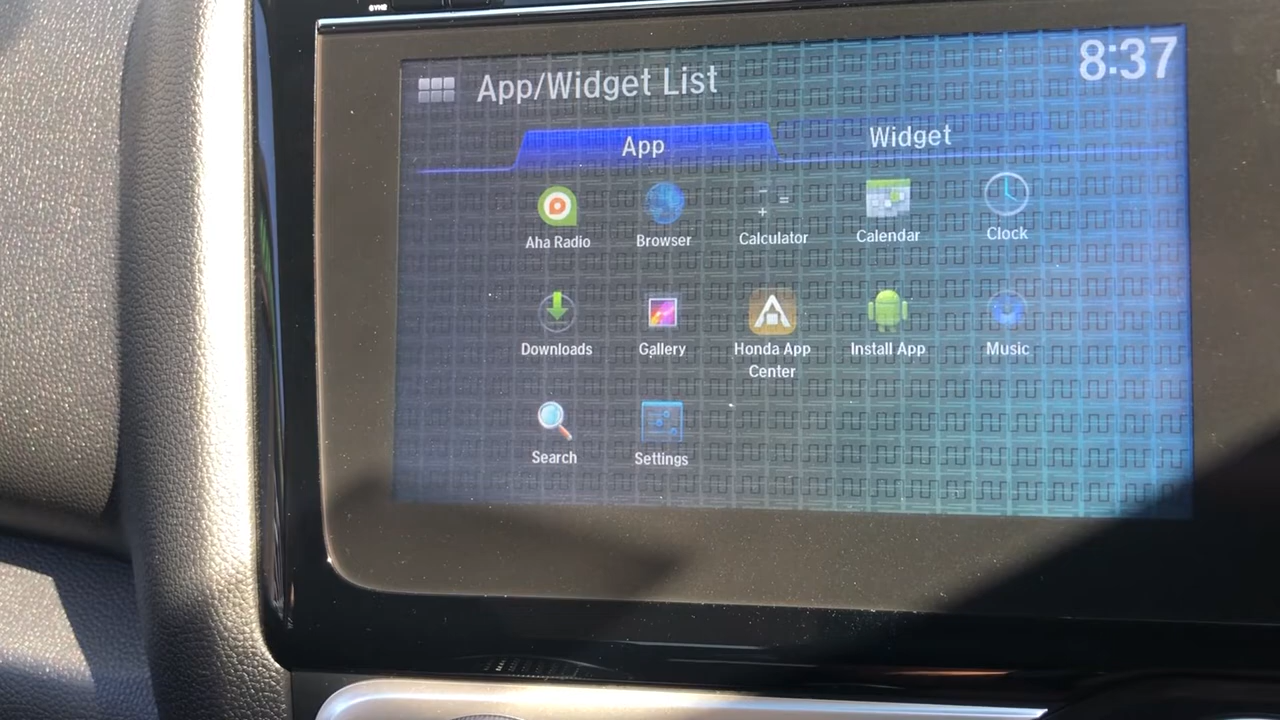 App/Widget List
8:37
App
Widget
Aha Radio
Browser
Calculator
Calendar
Clock
Downloads
Gallery
Honda App
Center
Install App
Music
Search
Settings